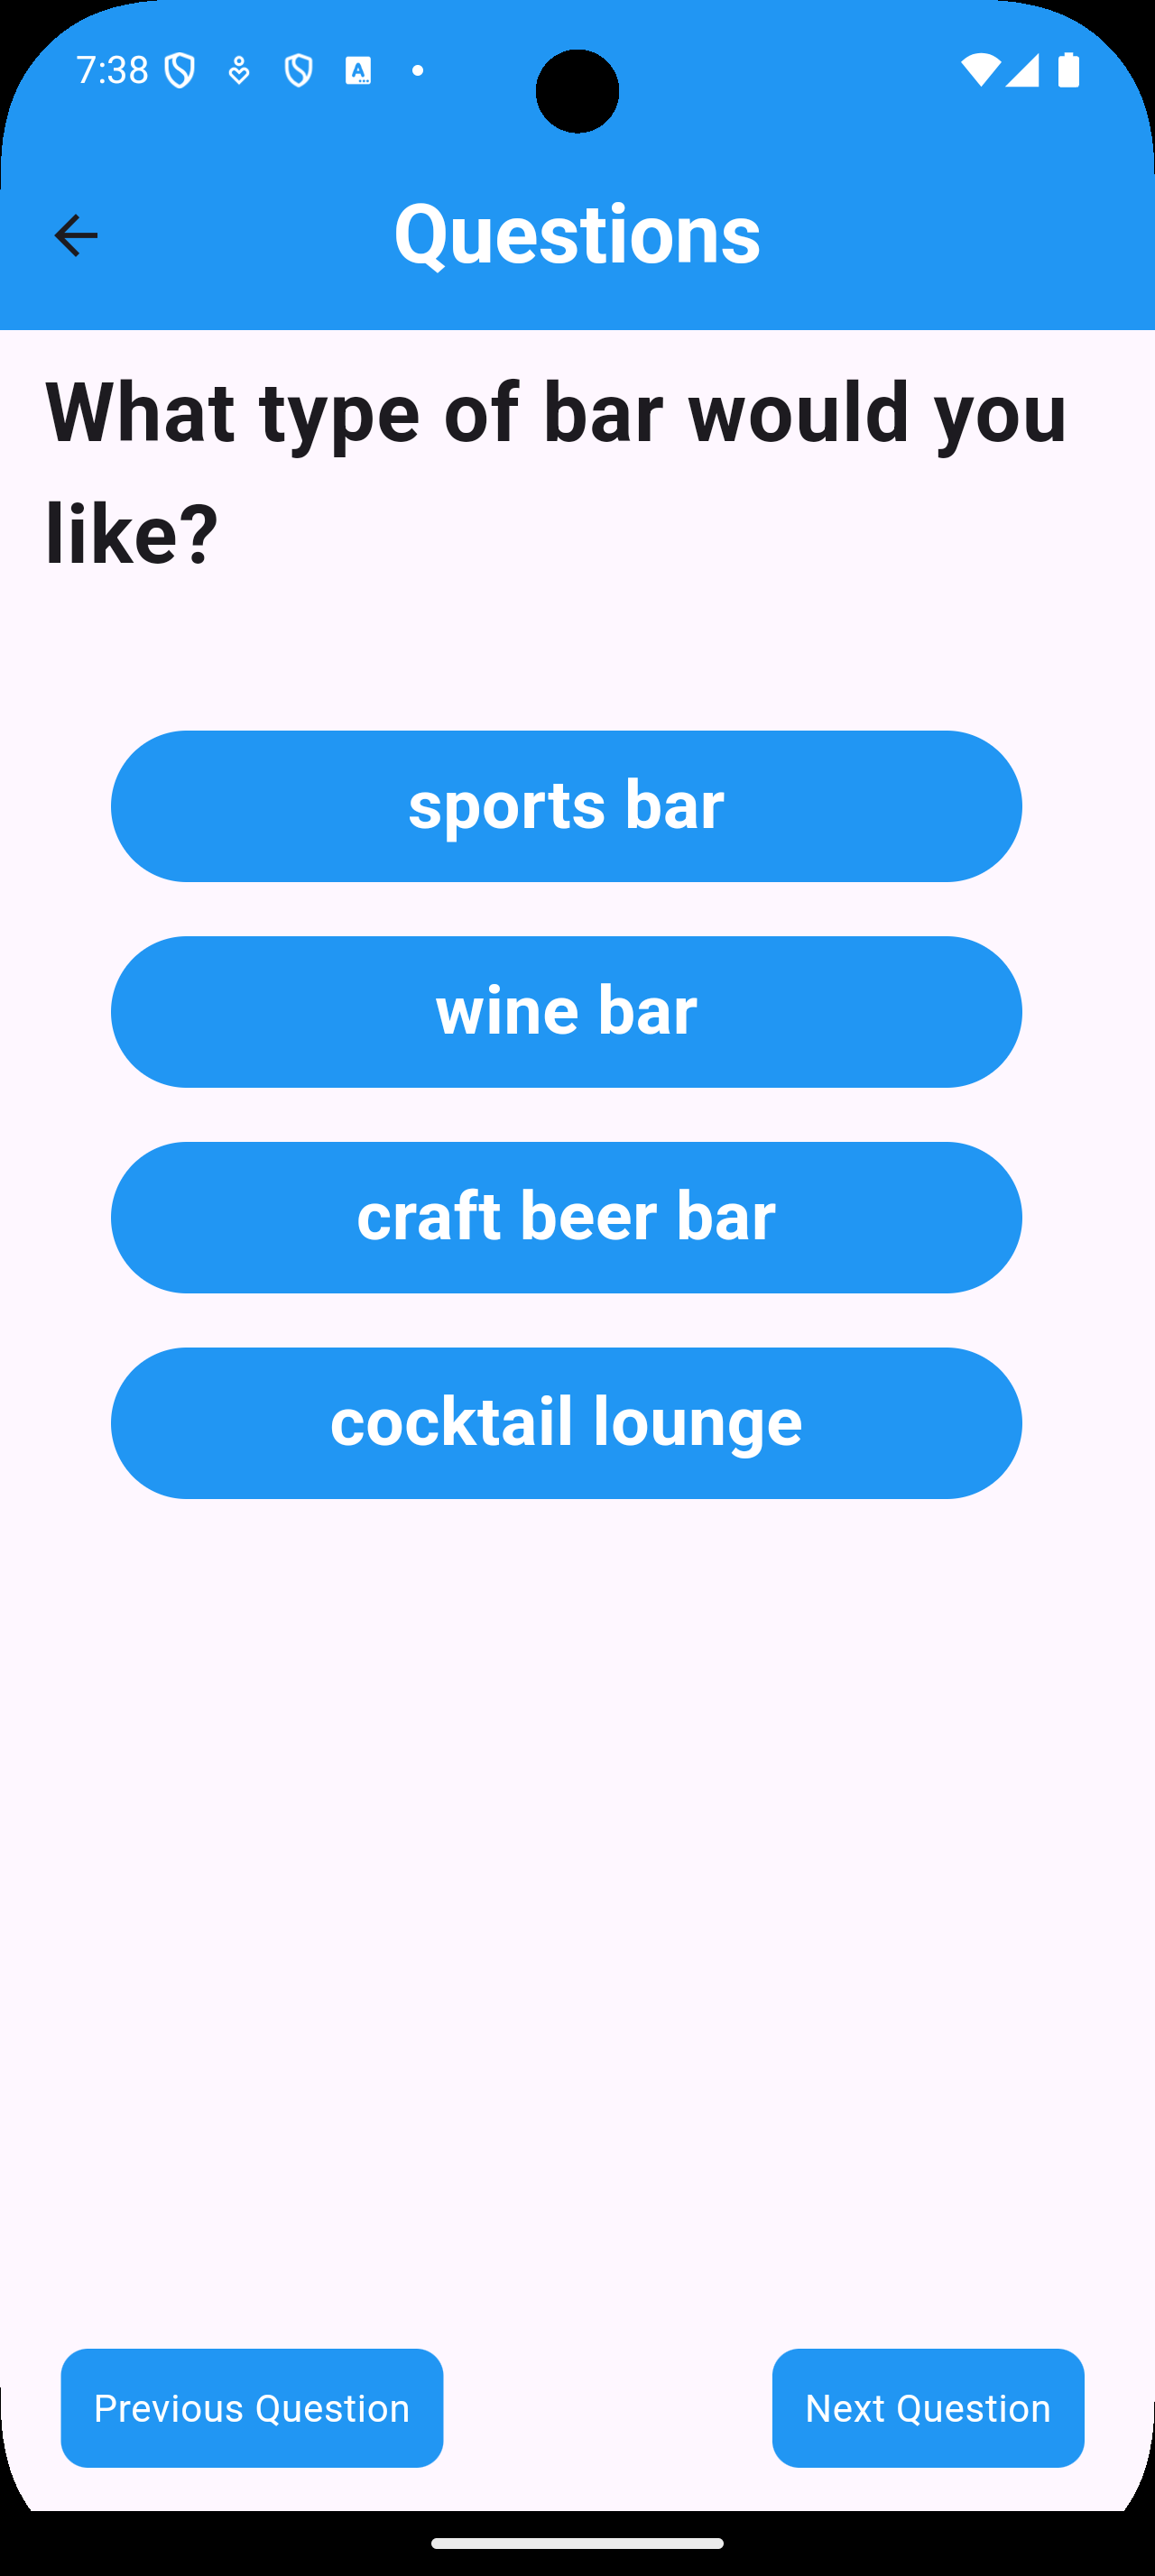 7:38
Questions
What type of bar would you
like?
sports bar
wine bar
craft beer bar
cocktail lounge
Previous Question
Next Question